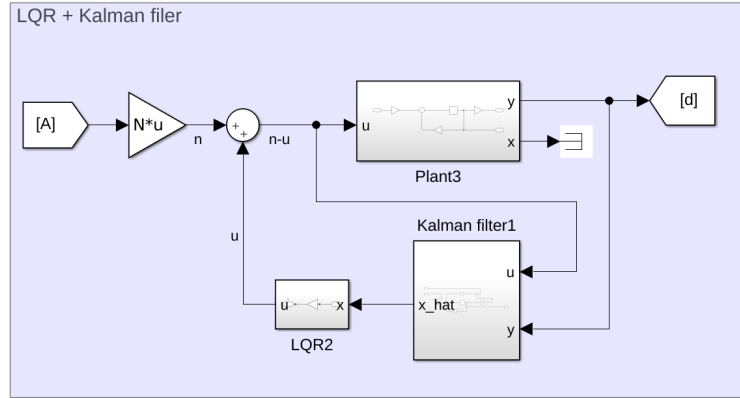 LQR + Kalman filer
[A]
N*u
n
+
+
n-u
u
y
x
Plant3
[d]
Kalman filter1
u
y
x_hat
u
x
u
LQR2